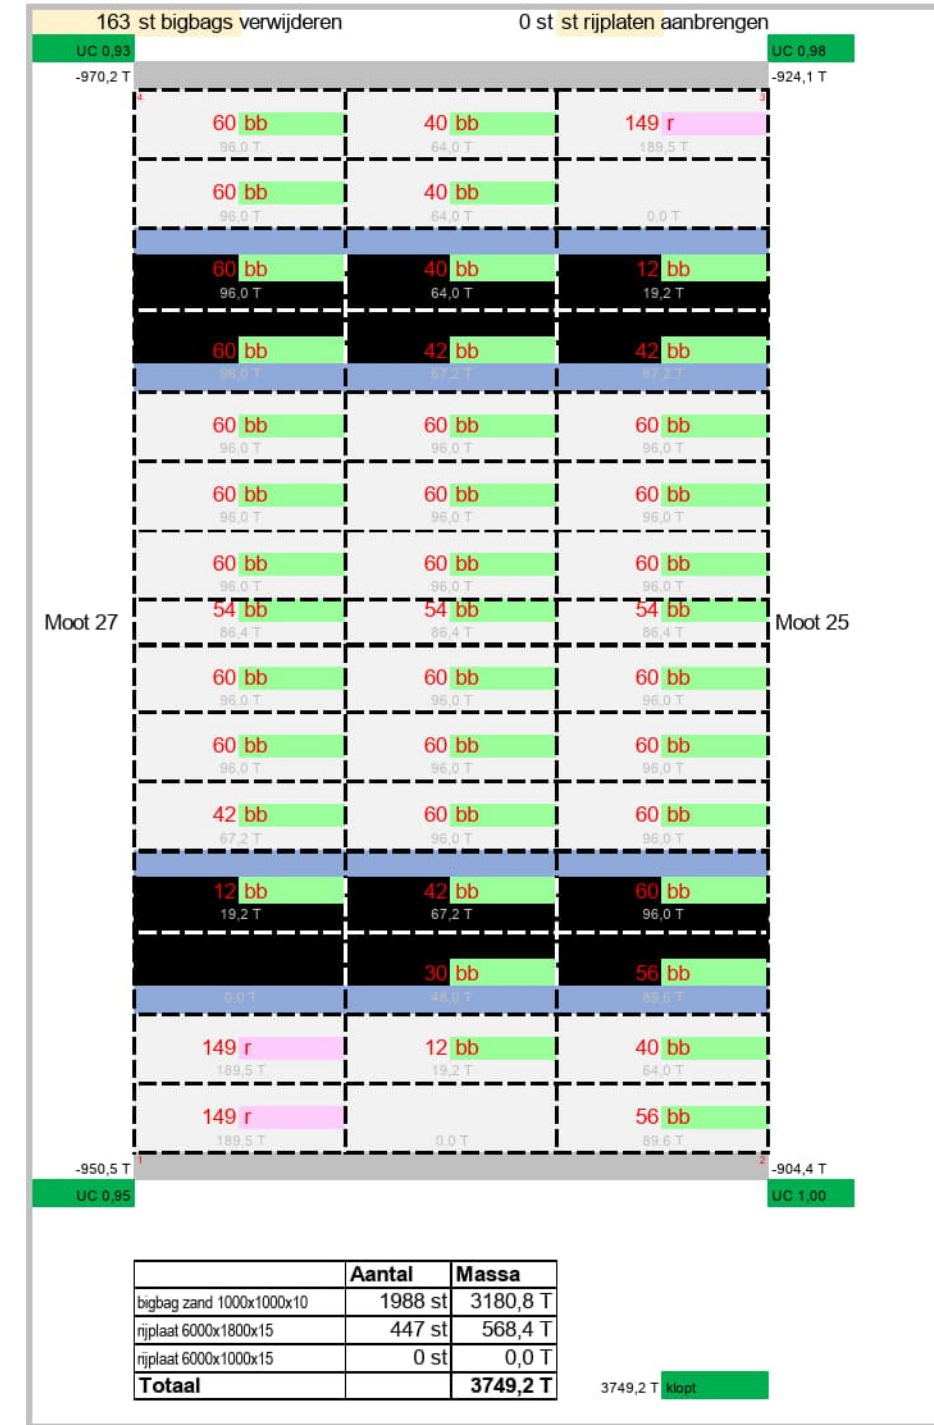 163 st bigbags verwijderen 0 st st rijplaten aanbrengen
UC 0,93 UC 0,98
-970,2 T -924,1 T
4 3
60 bb 40 bb 149 r
96,0 T 64,0 T 189,5 T
60 bb 40 bb
96,0 T 64,0 T 0,0 T
60 bb 40 bb 12 bb
96,0 T 64,0 T 19,2 T
60 bb 42 bb 42 bb
96,0 T 67,2 T 67,2 T
60 bb 60 bb 60 bb
96,0 T 96,0 T 96,0 T
60 bb 60 bb 60 bb
96,0 T 96,0 T 96,0 T
60 bb 60 bb 60 bb
96,0 T 96,0 T 96,0 T
54 bb 54 bb 54 bb
Moot 27 86,4 T 86,4 T 86,4 T Moot 25
60 bb 60 bb 60 bb
96,0 T 96,0 T 96,0 T
60 bb 60 bb 60 bb
96,0 T 96,0 T 96,0 T
42 bb 60 bb 60 bb
67,2 T 96,0 T 96,0 T
12 bb 42 bb 60 bb
19,2 T 67,2 T 96,0 T
30 bb 56 bb
0,0 T 48,0 T 89,6 T
149 r 12 bb 40 bb
189,5 T 19,2 T 64,0 T
149 r 56 bb
189,5 T 0,0 T 89,6 T
1 2
-950,5 T -904,4 T
UC 0,95 UC 1,00
Aantal Massa
bigbag zand 1000x1000x10 1988 st 3180,8 T
rijplaat 6000x1800x15 447 st 568,4 T
rijplaat 6000x1000x15 0 st 0,0 T
Totaal 3749,2 T 3749,2 T klopt